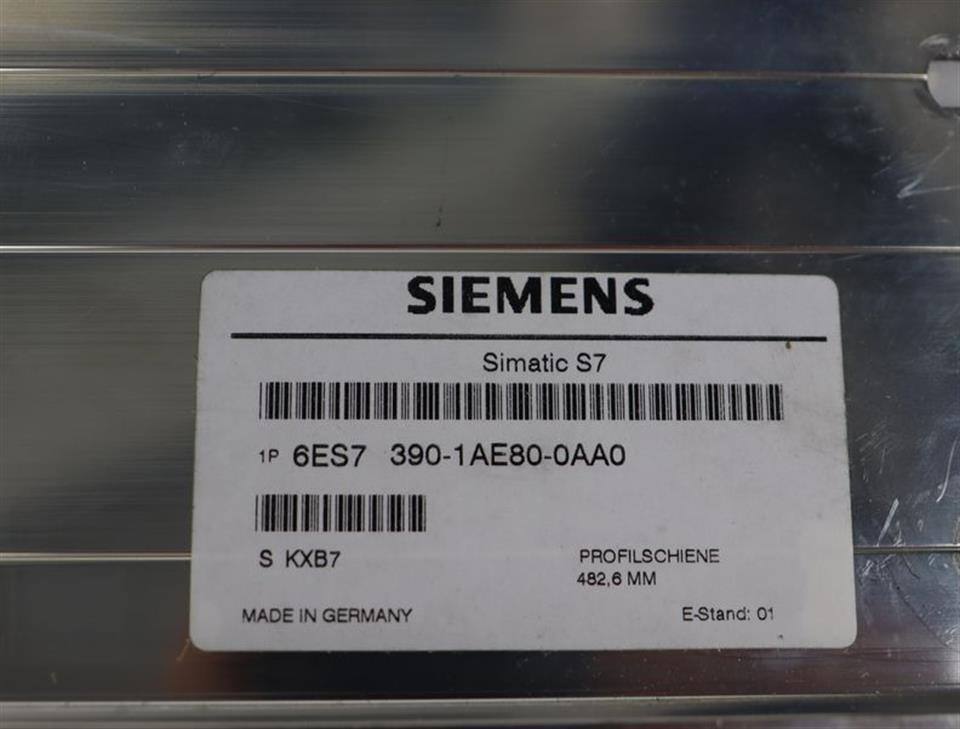 SIEMENS
Simatic S7
1P 6ES7 390-1AE80-0AA0
S KXB7
PROFILSCHIENE
482,6 MM
MADE IN GERMANY
E-Stand: 01